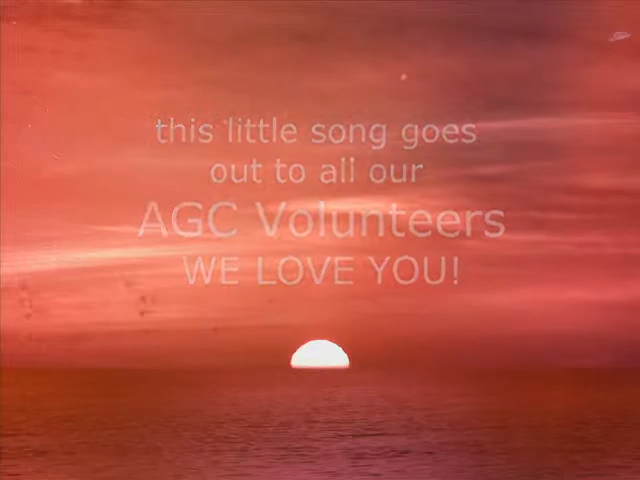 this little song goes
out to all our
AGC Volunteers
WE LOVE YOU!